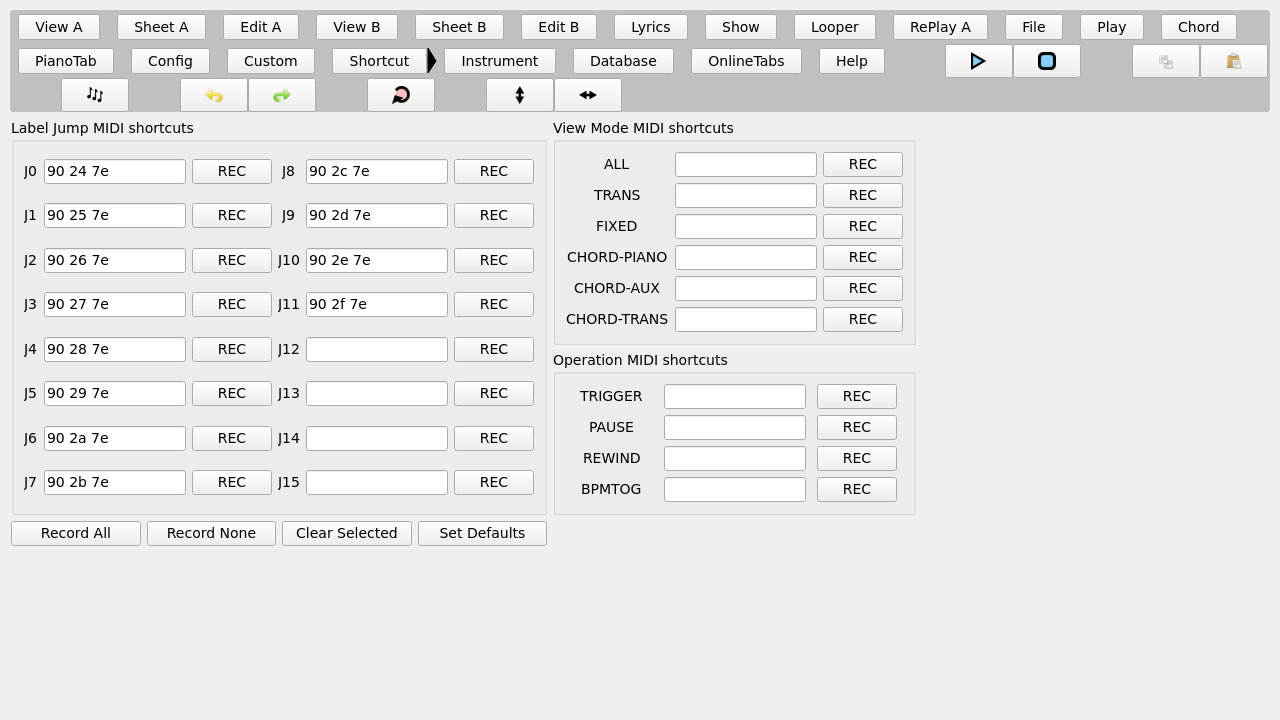 View A Sheet A Edit A View B Sheet B Edit B Lyrics Show Looper RePlay A File Play Chord
PianoTab Config Custom Shortcut Instrument Database OnlineTabs Help
Label Jump MIDI shortcuts
J0 90 24 7e REC J8 90 2c 7e REC
J1 90 25 7e REC J9 90 2d 7e REC
J2 90 26 7e REC J10 90 2e 7e REC
J3 90 27 7e REC J11 90 2f 7e REC
J4 90 28 7e REC J12 REC
J5 90 29 7e REC J13 REC
J6 90 2a 7e REC J14 REC
J7 90 2b 7e REC J15 REC
Record All Record None Clear Selected Set Defaults
View Mode MIDI shortcuts
ALL REC
TRANS REC
FIXED REC
CHORD-PIANO REC
CHORD-AUX REC
CHORD-TRANS REC
Operation MIDI shortcuts
TRIGGER REC
PAUSE REC
REWIND REC
BPMTOG REC